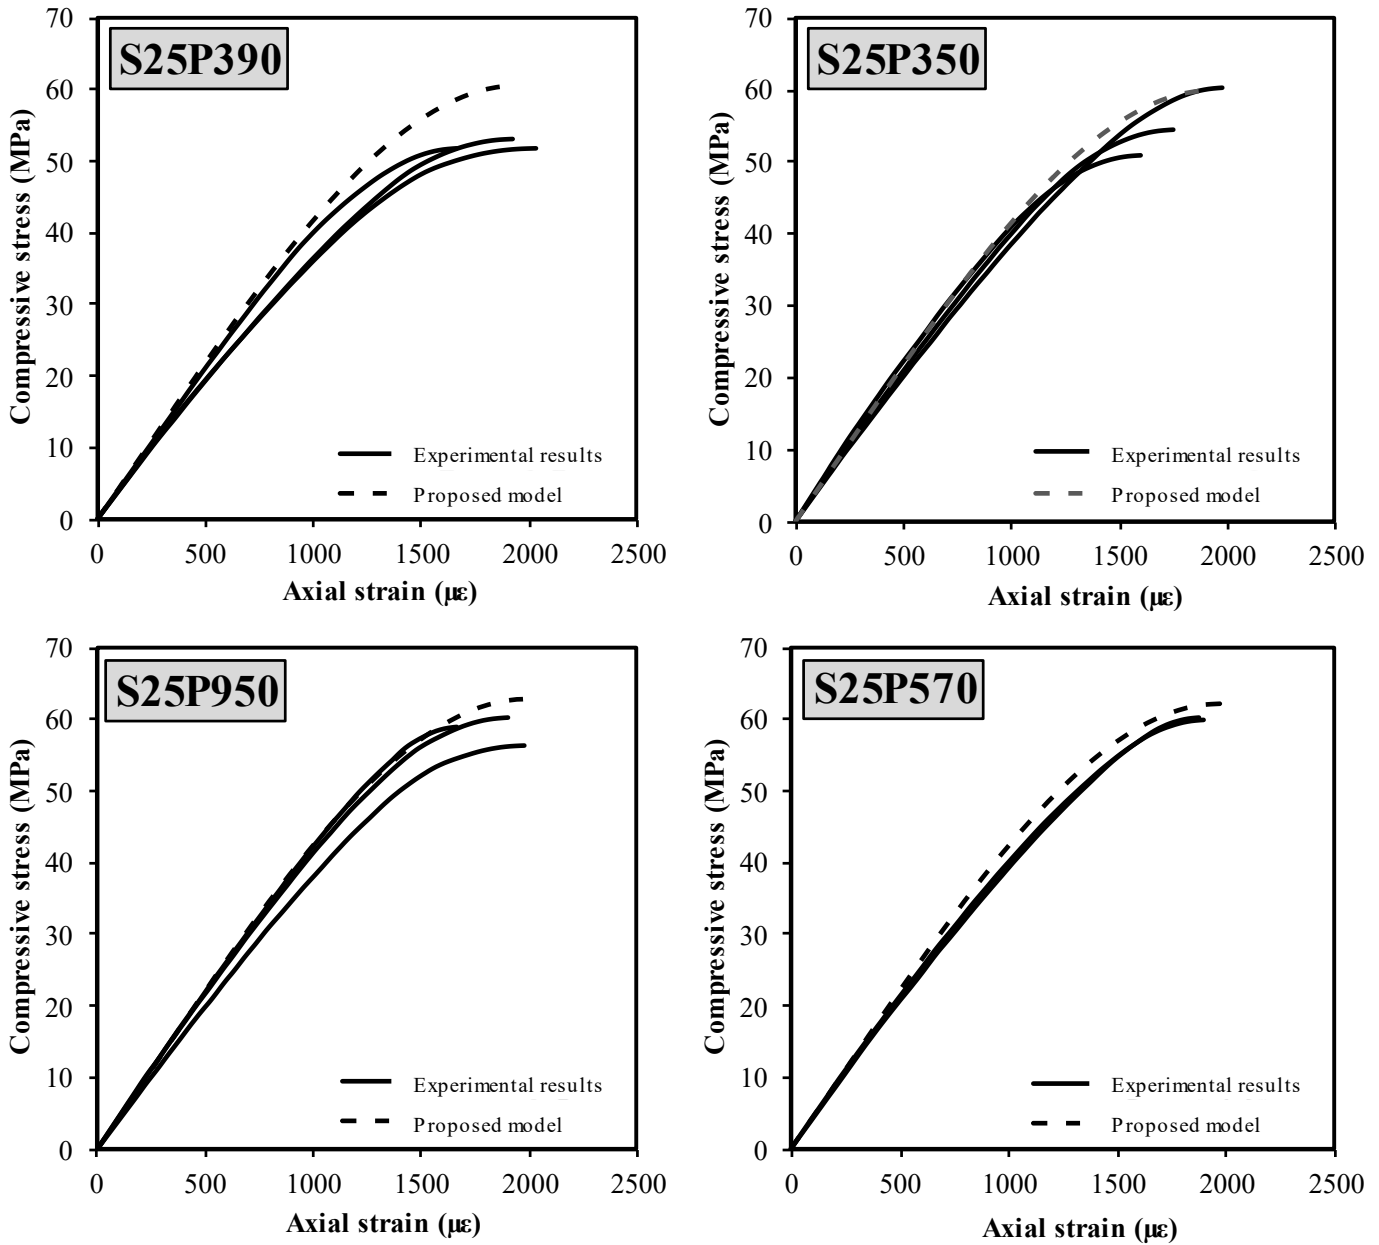 S25P390
Compressive stress (MPa)
70
60
50
40
30
20
10
0
Experimental results
Proposed model
0 500 1000 1500 2000 2500
Axial strain (με)
S25P350
Compressive stress (MPa)
70
60
50
40
30
20
10
0
Experimental results
Proposed model
0 500 1000 1500 2000 2500
Axial strain (με)
S25P950
Compressive stress (MPa)
70
60
50
40
30
20
10
0
Experimental results
Proposed model
0 500 1000 1500 2000 2500
Axial strain (με)
S25P570
Compressive stress (MPa)
70
60
50
40
30
20
10
0
Experimental results
Proposed model
0 500 1000 1500 2000 2500
Axial strain (με)